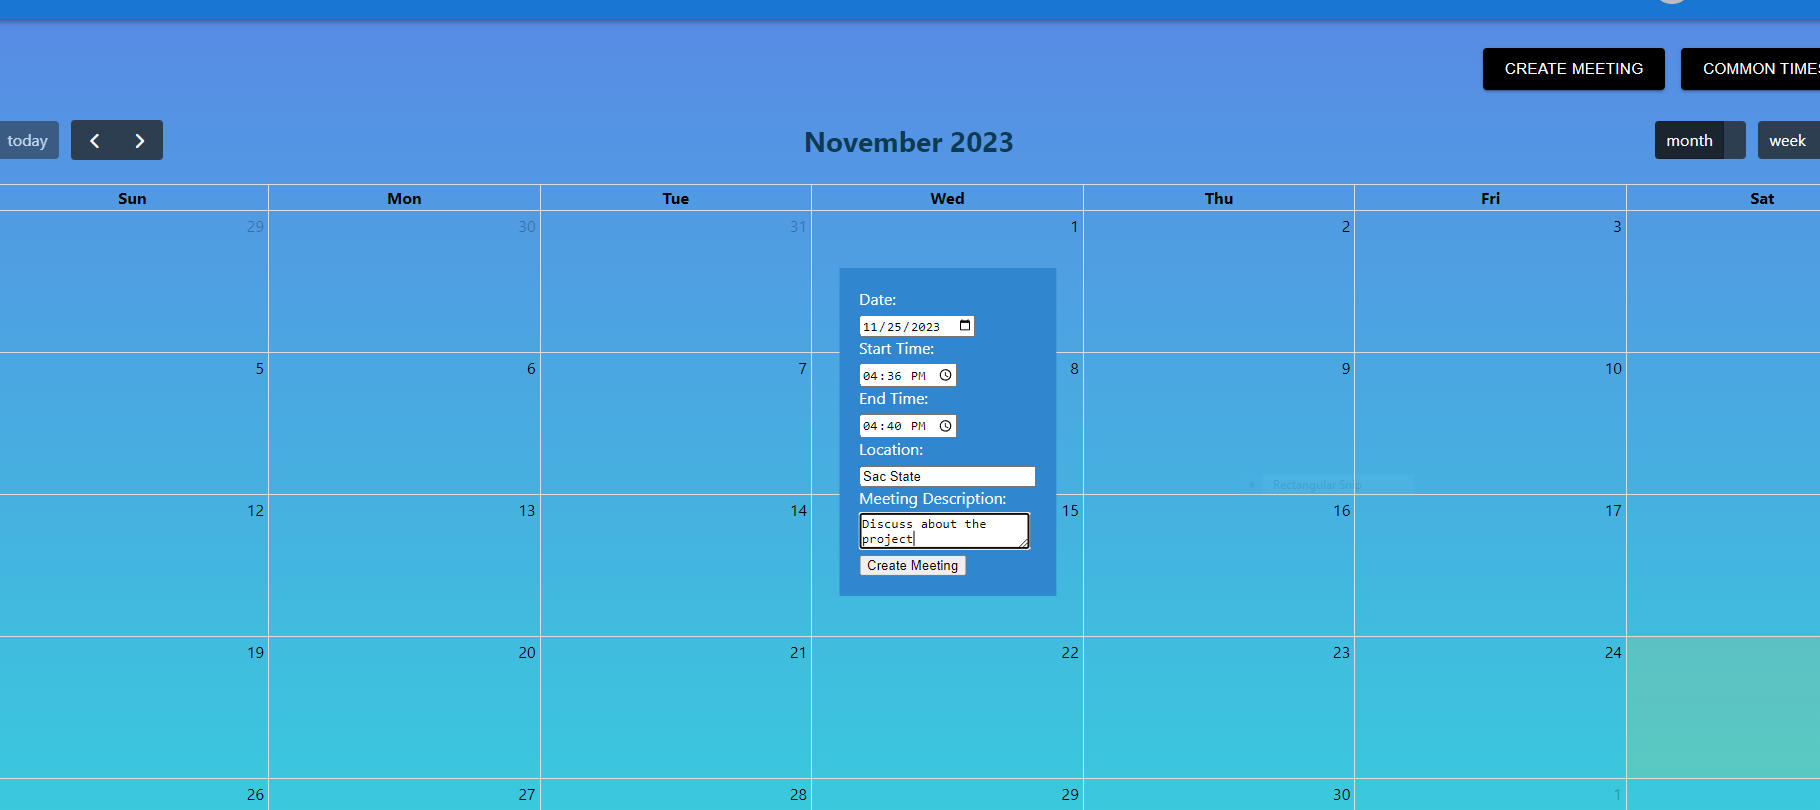 CREATE MEETING
COMMON TIMES
today
November 2023
month
week
Sun Mon Tue Wed Thu Fri Sat
29 30 31 1 2 3
Date:
11/25/2023
Start Time:
04:36 PM
5 6 7 8 9 10
End Time:
04:40 PM
Location:
Sac State
Rectangular Snip
Meeting Description:
12 13 14 15 16 17
Discuss about the
project
Create Meeting
19 20 21 22 23 24
26 27 28 29 30 1